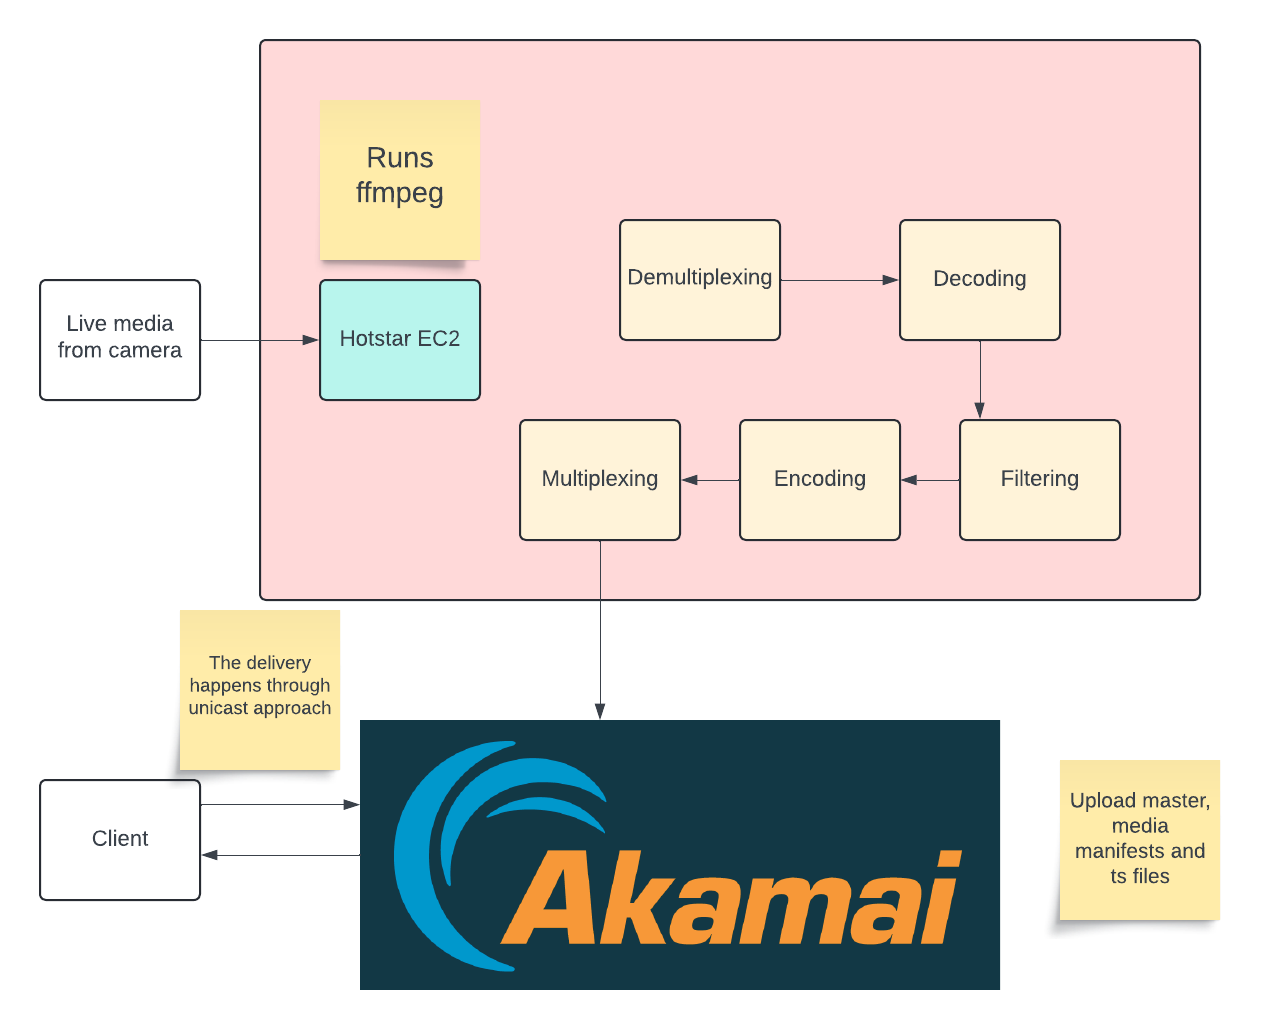 Runs
ffmpeg
Demultiplexing
Decoding
Live media
from camera
Hotstar EC2
Multiplexing
Encoding
Filtering
The delivery
happens through
unicast approach
Client
Akamai
Upload master,
media
manifests and
ts files